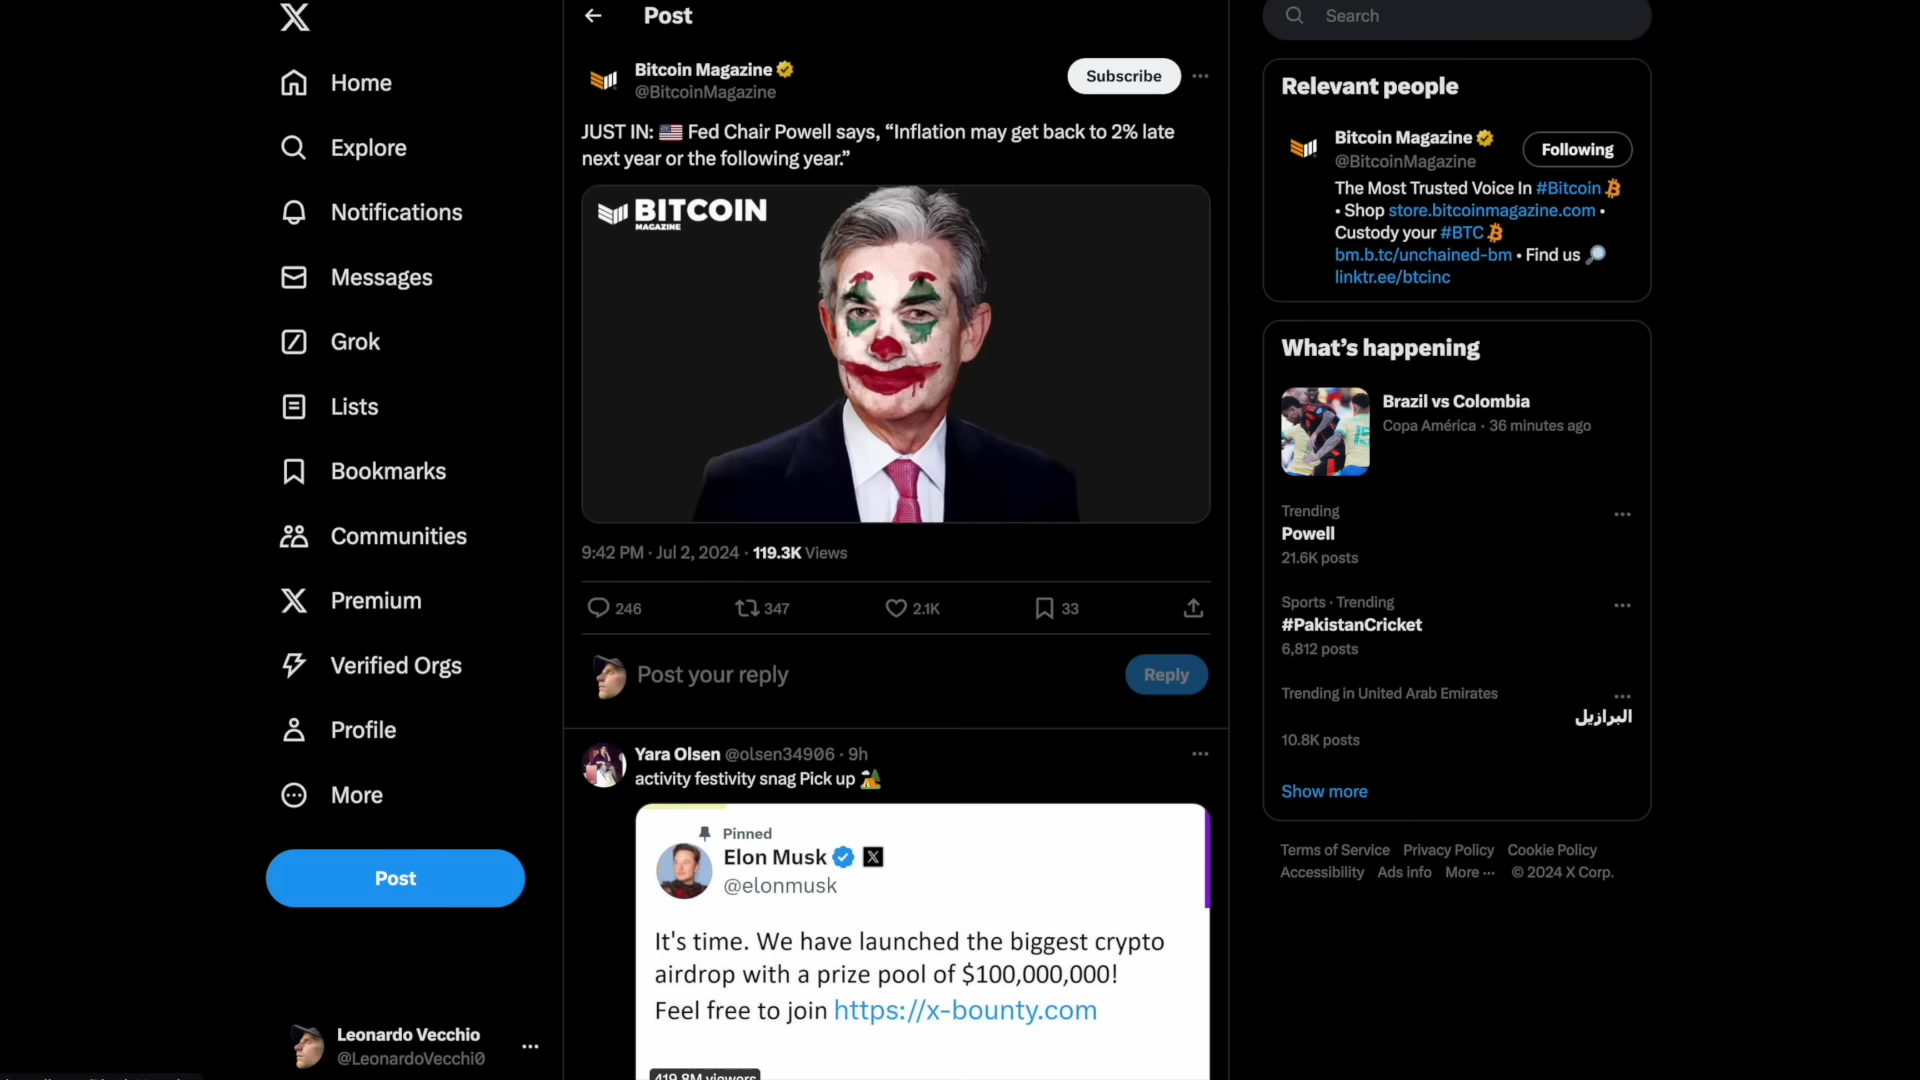 Home
Explore
Notifications
Messages
Grok
Lists
Bookmarks
Communities
Premium
Verified Orgs
Profile
More
Post
Leonardo Vecchio
@LeonardoVecchi0
Post
Bitcoin Magazine
@BitcoinMagazine
Subscribe
JUST IN: 🇺🇸 Fed Chair Powell says, “Inflation may get back to 2% late
next year or the following year.”
BITCOIN
MAGAZINE
9:42 PM · Jul 2, 2024 · 119.3K Views
246 347 2.1K 33
Post your reply
Reply
Yara Olsen @olsen34906 · 9h
activity festivity snag Pick up 🏕️
Pinned
Elon Musk
@elonmusk
It's time. We have launched the biggest crypto
airdrop with a prize pool of $100,000,000!
Feel free to join https://x-bounty.com
419.8M viewers
Search
Relevant people
Bitcoin Magazine
@BitcoinMagazine
Following
The Most Trusted Voice In #Bitcoin
• Shop store.bitcoinmagazine.com •
Custody your #BTC
bm.b.tc/unchained-bm • Find us 🔎
linktr.ee/btcinc
What’s happening
Brazil vs Colombia
Copa América · 36 minutes ago
Trending
Powell
21.6K posts
Sports · Trending
#PakistanCricket
6,812 posts
Trending in United Arab Emirates
البرازيل
10.8K posts
Show more
Terms of Service Privacy Policy Cookie Policy
Accessibility Ads info More ··· © 2024 X Corp.